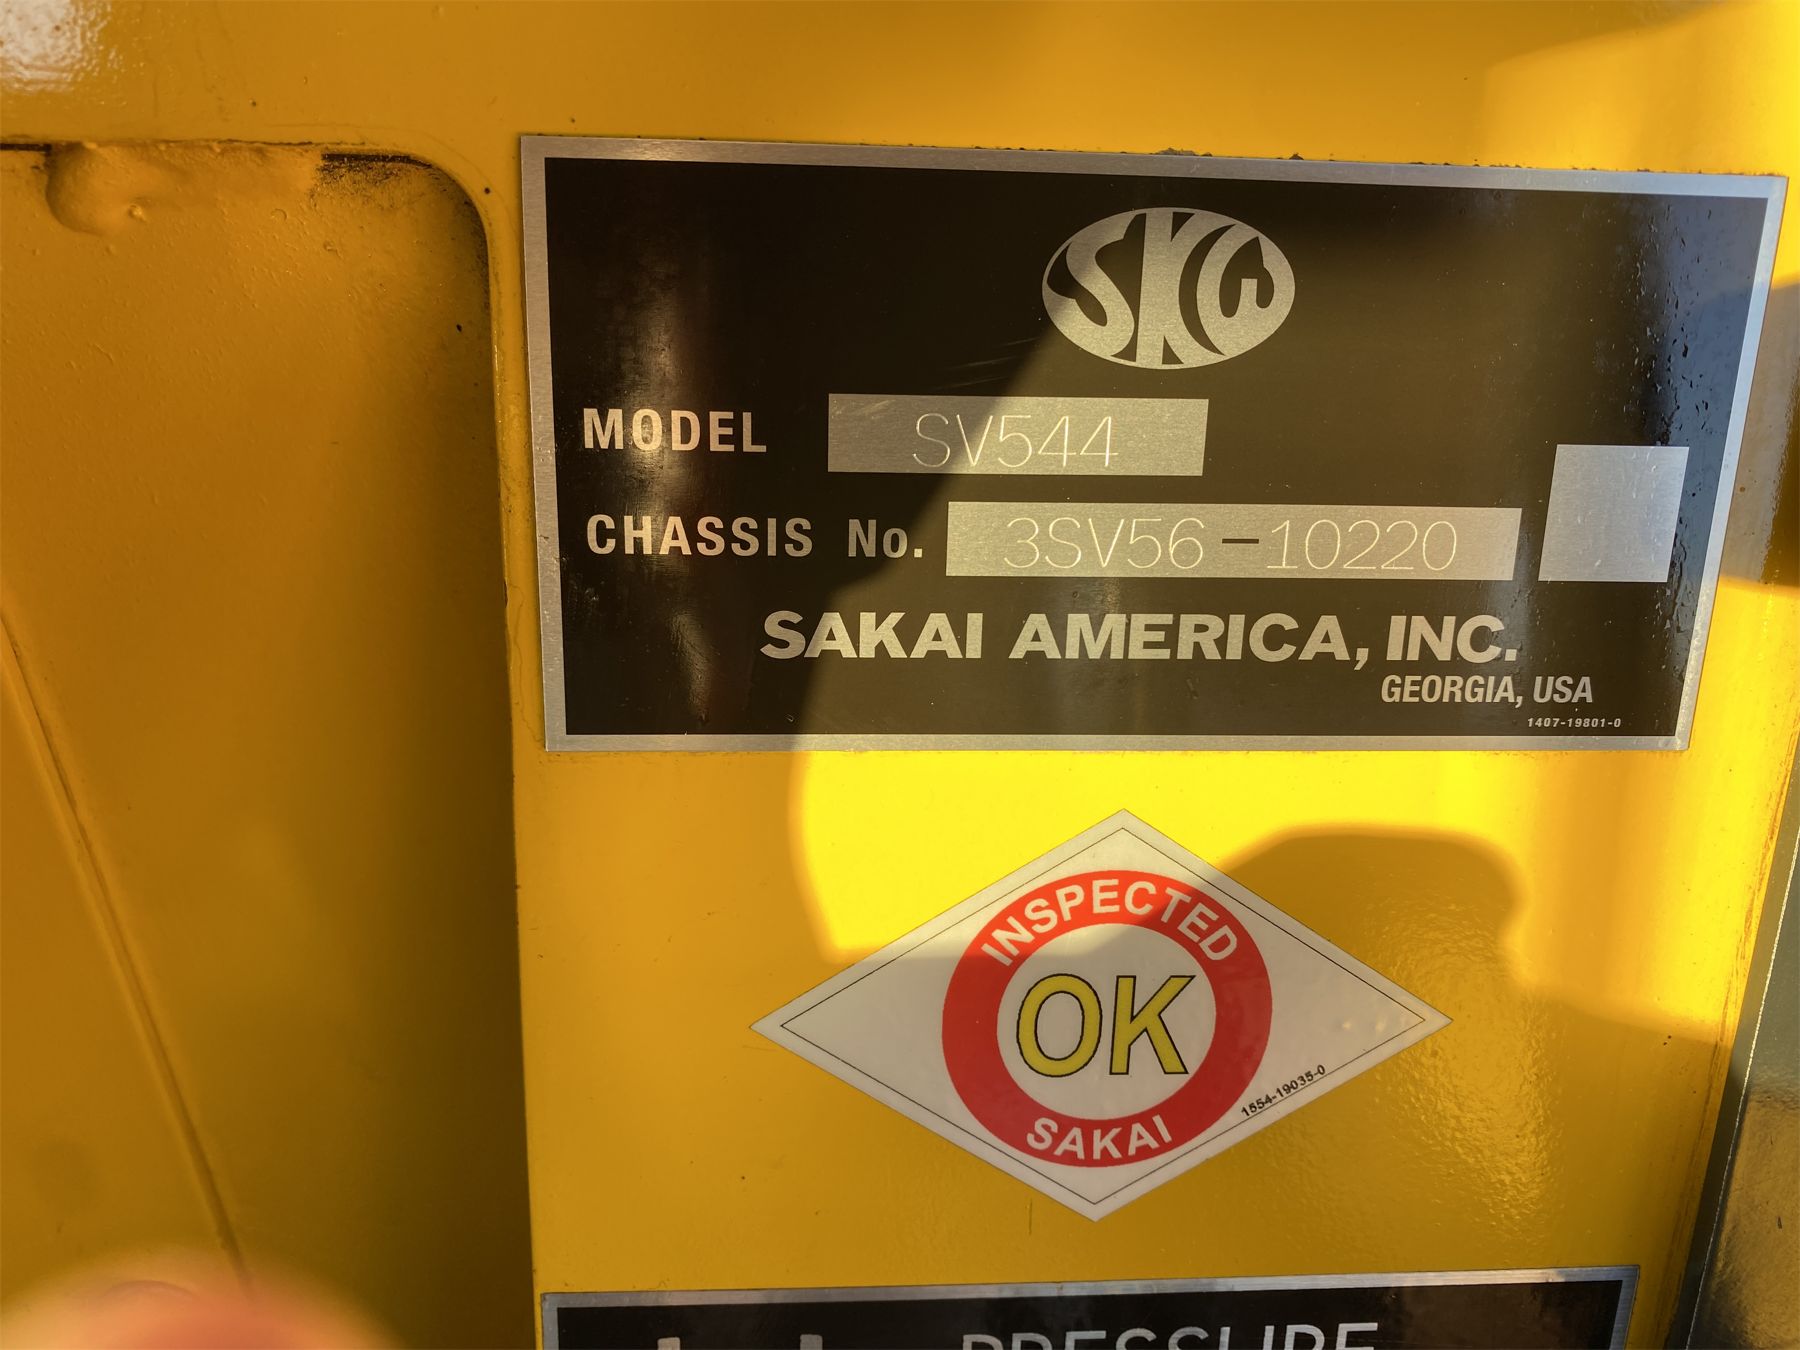 SKW
MODEL SV544
CHASSIS No. 3SV56-10220
SAKAI AMERICA, INC.
GEORGIA, USA
1407-19801-0
INSPECTED
OK
SAKAI
1554-19035-0
PRESSURE